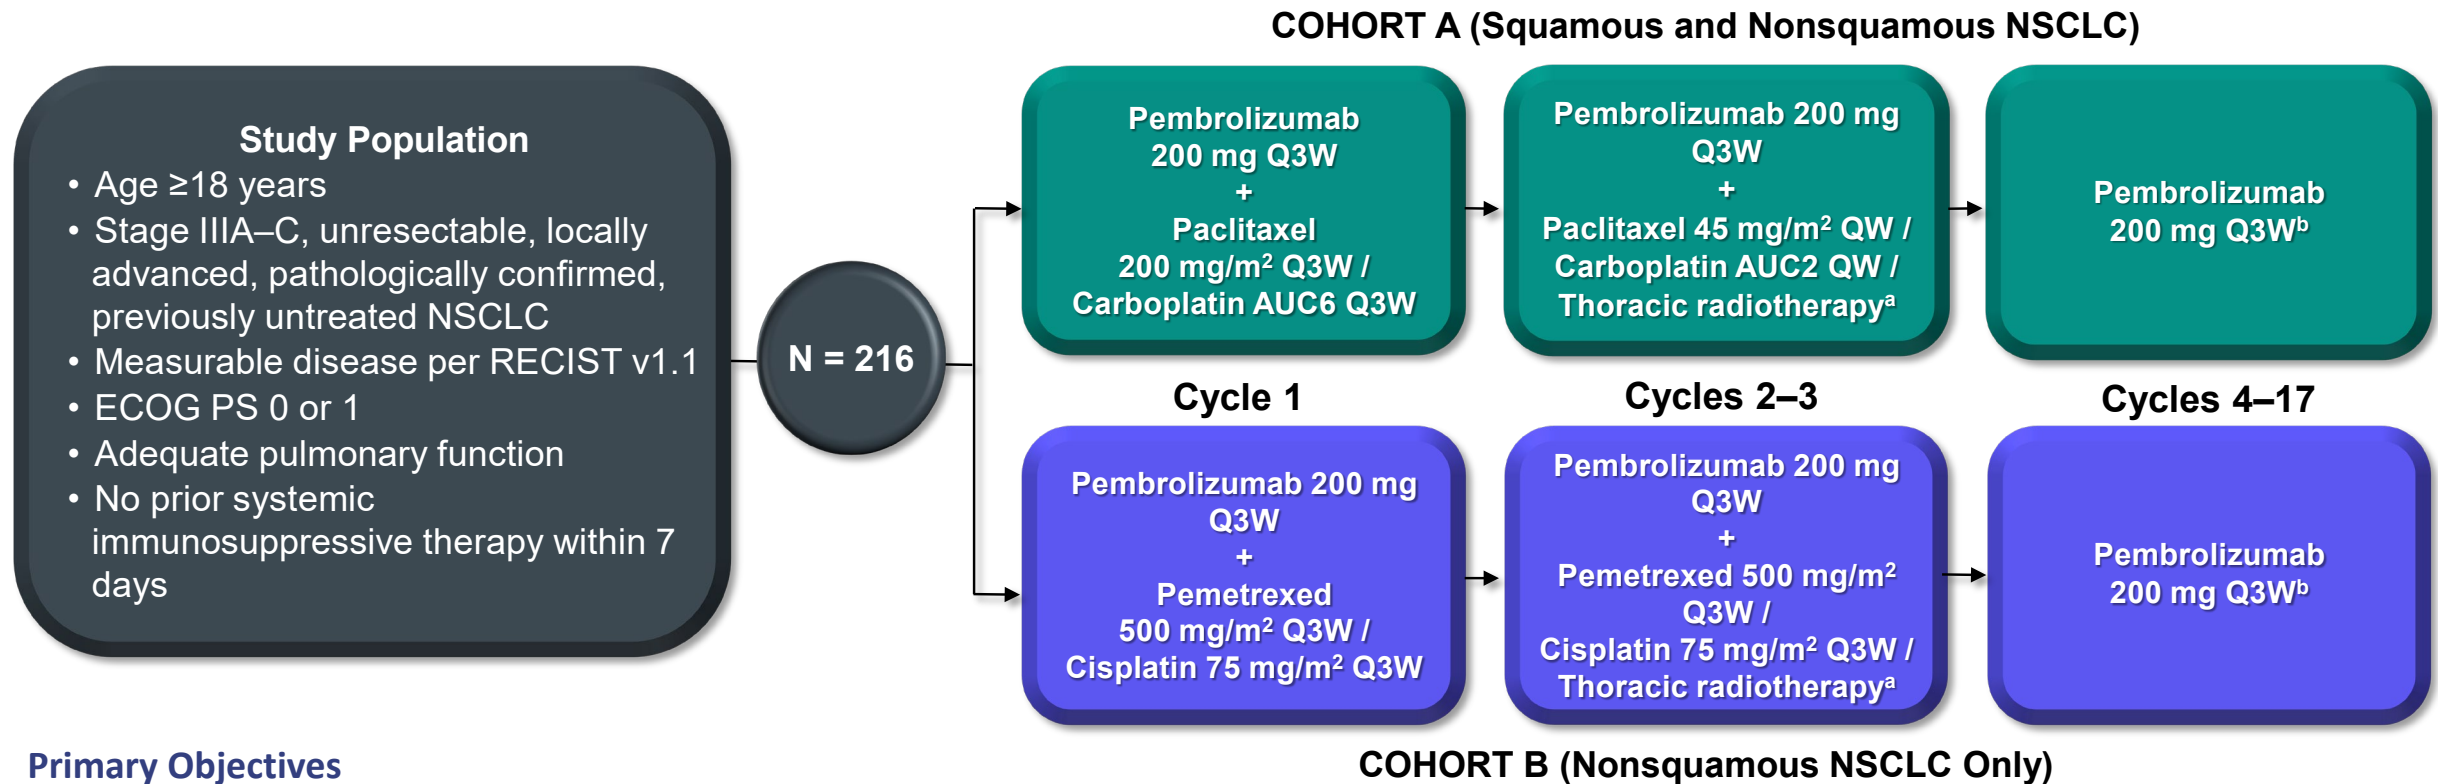 COHORT A (Squamous and Nonsquamous NSCLC)
Study Population
• Age ≥18 years
• Stage IIIA–C, unresectable, locally
advanced, pathologically confirmed,
previously untreated NSCLC
• Measurable disease per RECIST v1.1
• ECOG PS 0 or 1
• Adequate pulmonary function
• No prior systemic
immunosuppressive therapy within 7
days
N = 216
Pembrolizumab
200 mg Q3W
+
Paclitaxel
200 mg/m² Q3W /
Carboplatin AUC6 Q3W
Pembrolizumab 200 mg
Q3W
+
Paclitaxel 45 mg/m² QW /
Carboplatin AUC2 QW /
Thoracic radiotherapyᵃ
Pembrolizumab
200 mg Q3Wᵇ
Cycle 1
Cycles 2–3
Cycles 4–17
Pembrolizumab 200 mg
Q3W
+
Pemetrexed
500 mg/m² Q3W /
Cisplatin 75 mg/m² Q3W
Pembrolizumab 200 mg
Q3W
+
Pemetrexed 500 mg/m²
Q3W /
Cisplatin 75 mg/m² Q3W /
Thoracic radiotherapyᵃ
Pembrolizumab
200 mg Q3Wᵇ
COHORT B (Nonsquamous NSCLC Only)
Primary Objectives